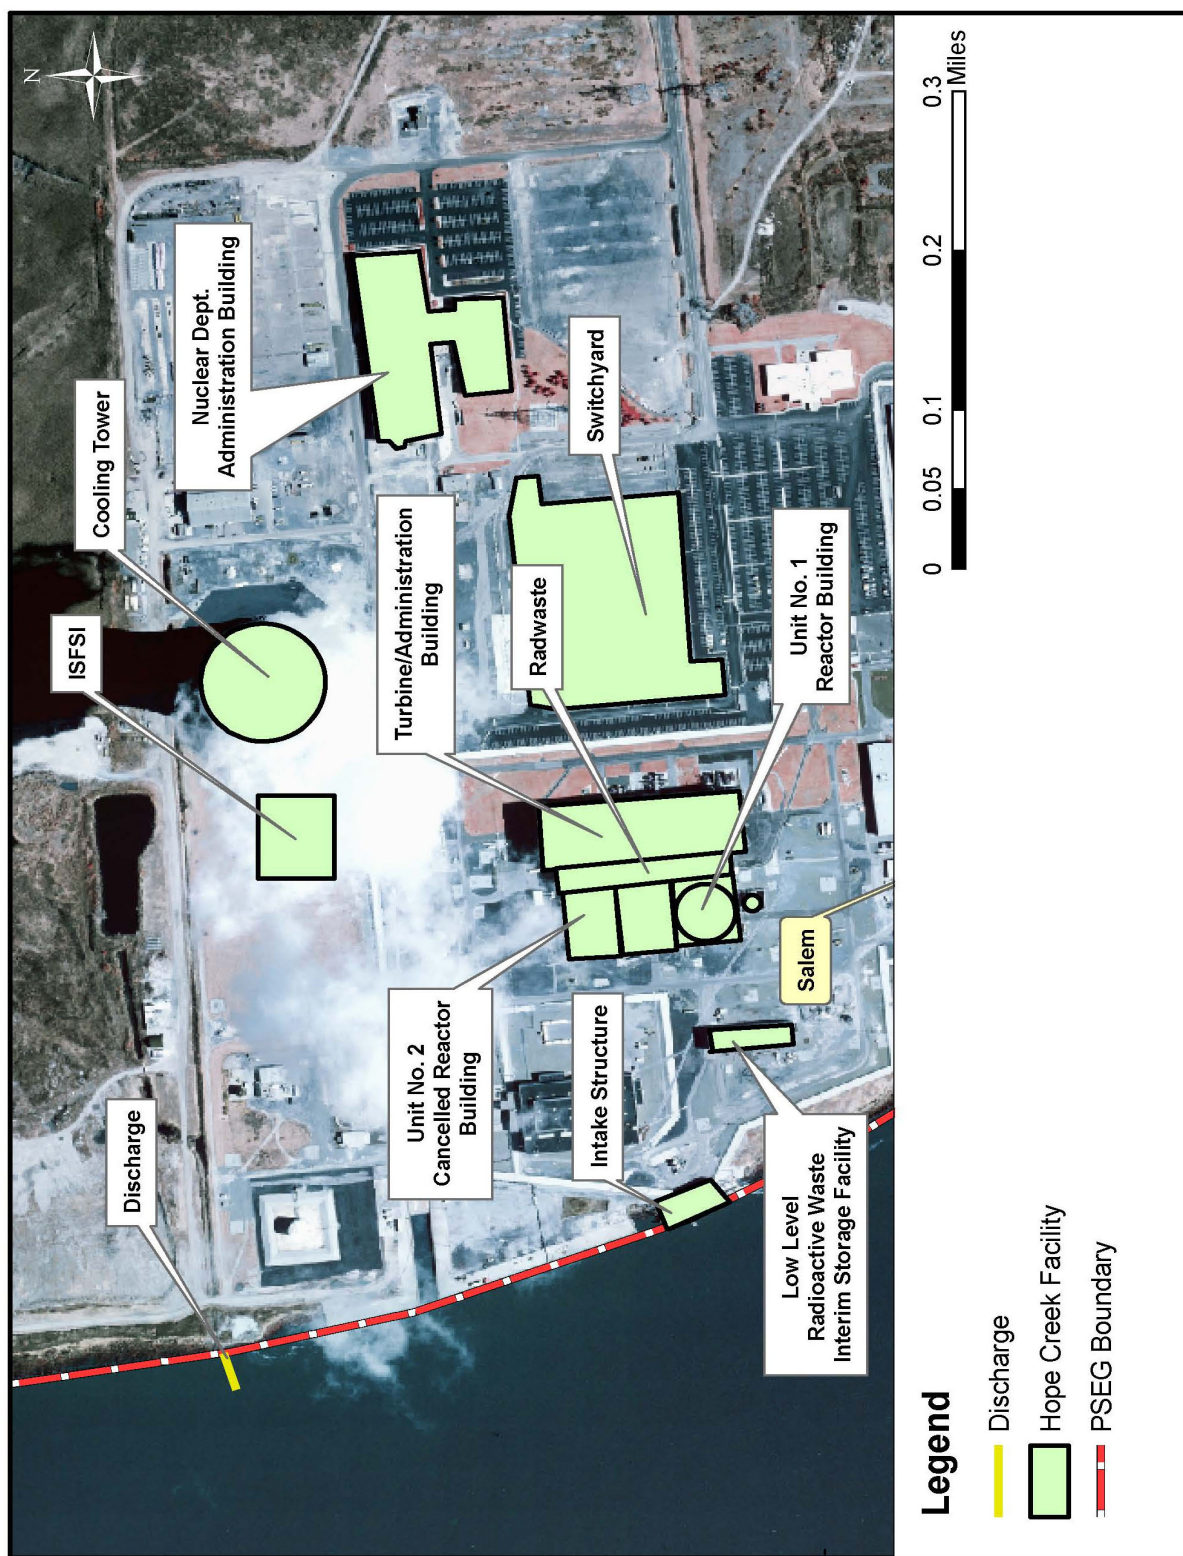 N
Cooling Tower
ISFSI
Nuclear Dept.
Administration Building
Discharge
Turbine/Administration
Building
Unit No. 2
Cancelled Reactor
Building
Radwaste
Switchyard
Intake Structure
Unit No. 1
Reactor Building
Salem
Low Level
Radioactive Waste
Interim Storage Facility
Legend
Discharge
Hope Creek Facility
PSEG Boundary
0 0.05 0.1 0.2 0.3
Miles